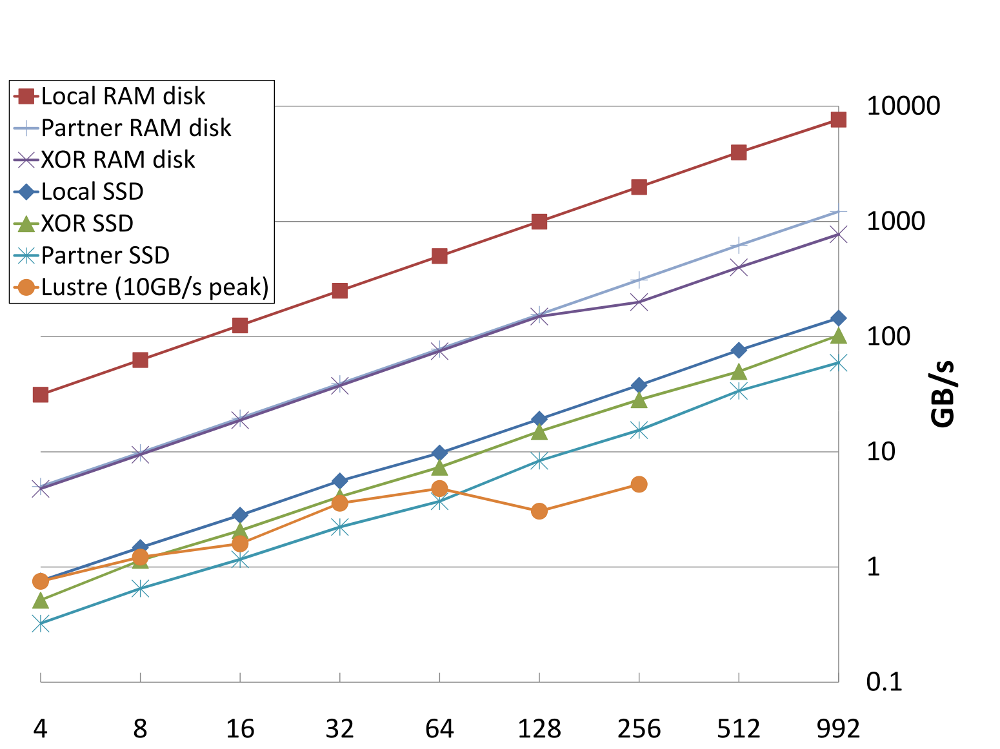 Local RAM disk
Partner RAM disk
XOR RAM disk
Local SSD
XOR SSD
Partner SSD
Lustre (10GB/s peak)
10000
1000
100
10
1
0.1
GB/s
4 8 16 32 64 128 256 512 992